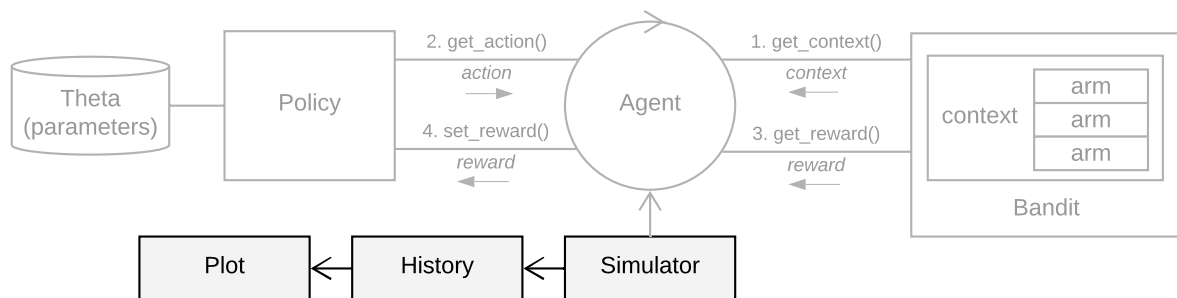 2. get_action()
1. get_context()
action
context
Theta
(parameters)
Policy
Agent
context
arm
arm
arm
4. set_reward()
3. get_reward()
reward
reward
Bandit
Plot
History
Simulator